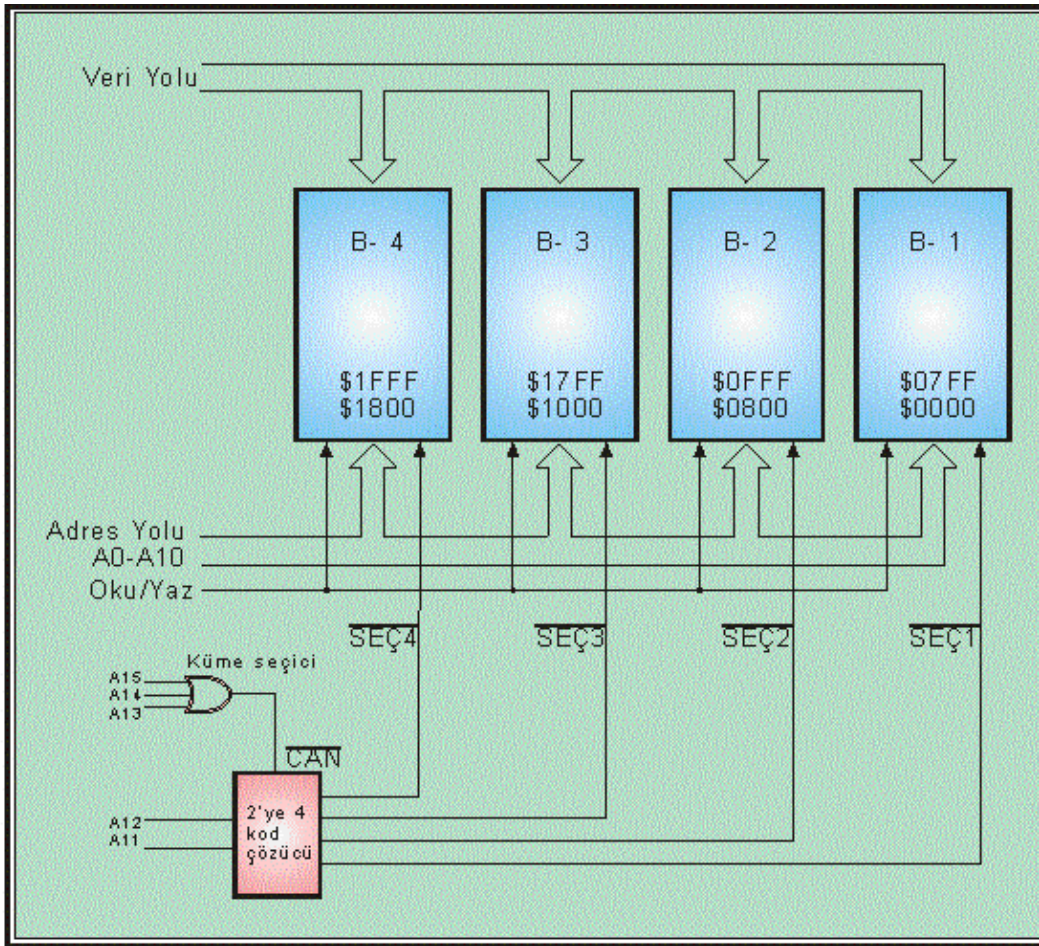 Veri Yolu
B- 4
$1FFF
$1800
B- 3
$17FF
$1000
B- 2
$0FFF
$0800
B- 1
$07FF
$0000
Adres Yolu
A0-A10
Oku/Yaz
SEÇ4
SEÇ3
SEÇ2
SEÇ1
Küme seçici
A15
A14
A13
CAN
A12
A11
2'ye 4
kod
çözücü